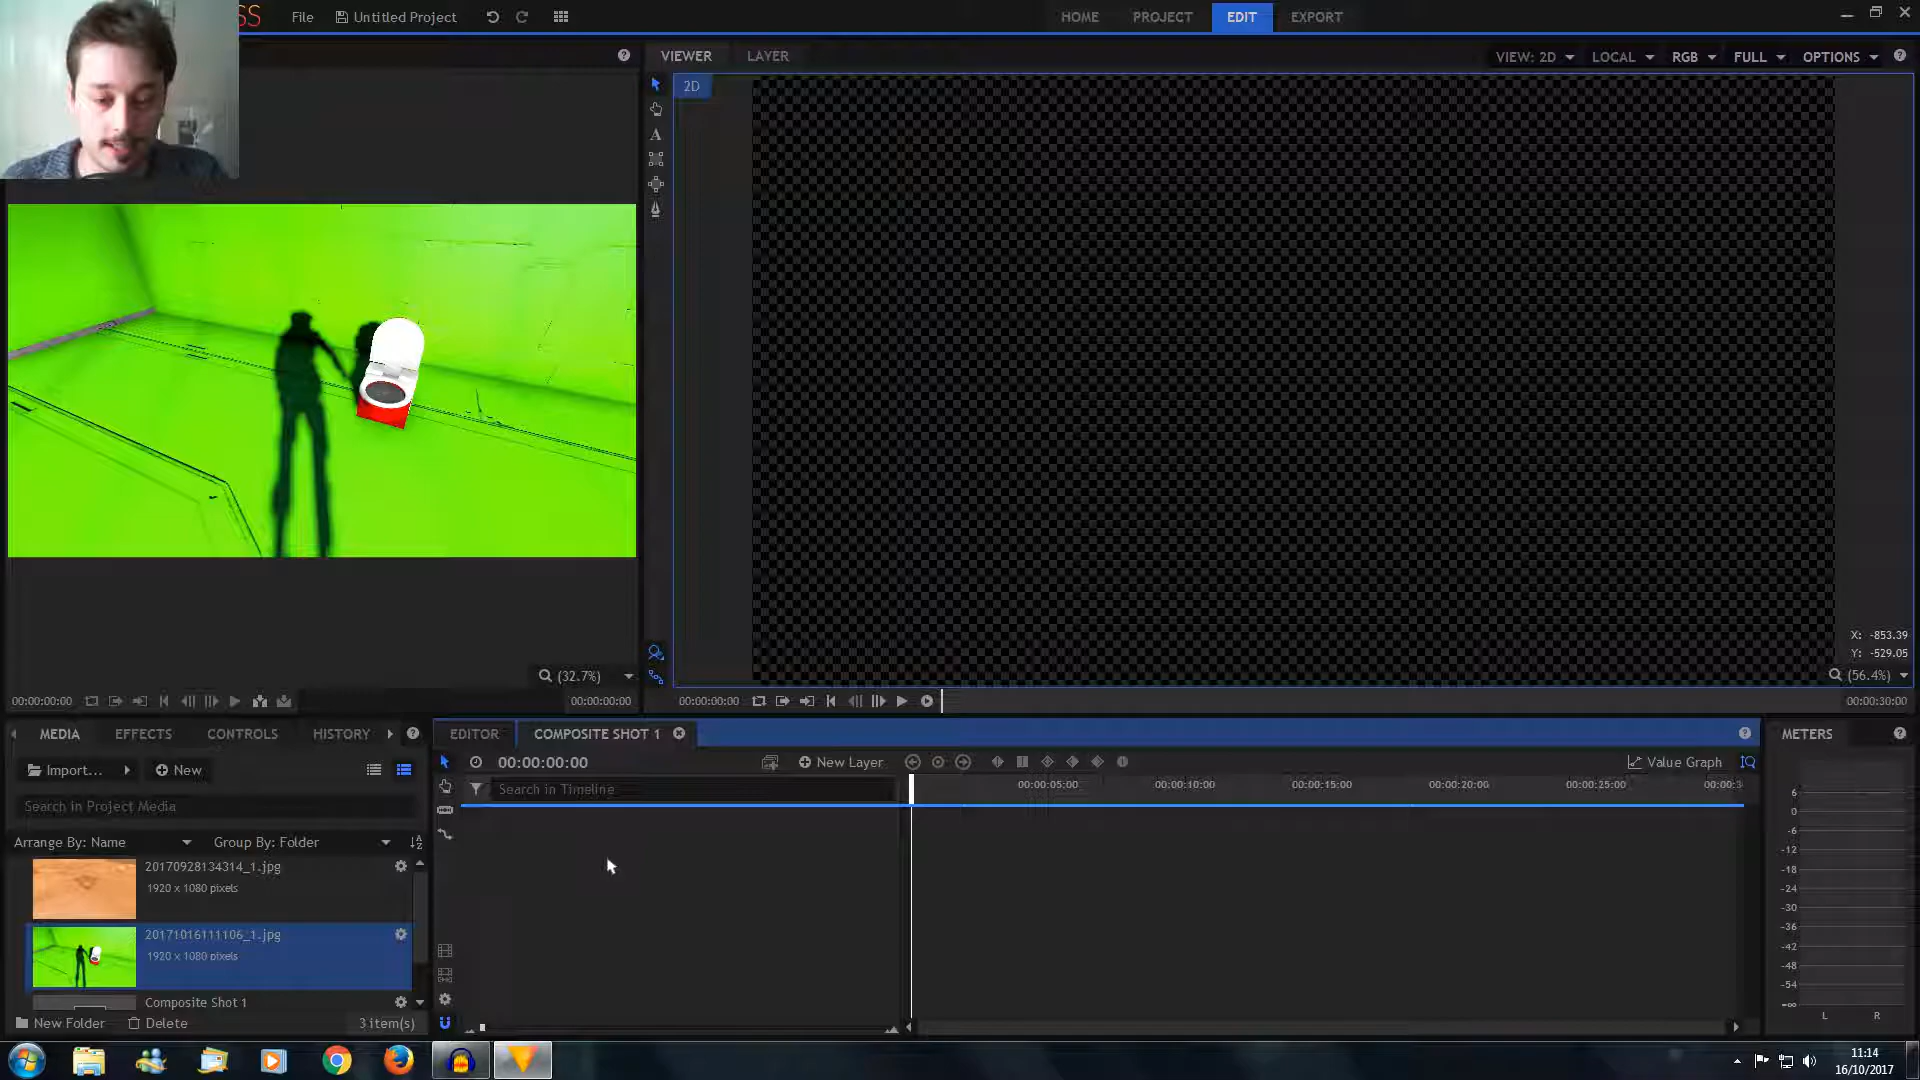 SS
File
Untitled Project
HOME
PROJECT
EDIT
EXPORT
VIEWER
LAYER
VIEW: 2D
LOCAL
RGB
FULL
OPTIONS
2D
A
X: -853.39
Y: -529.05
(32.7%)
(56.4%)
00:00:00:00
00:00:00:00
00:00:00:00
00:00:30:00
MEDIA
EFFECTS
CONTROLS
HISTORY
EDITOR
COMPOSITE SHOT 1
METERS
Import...
New
00:00:00:00
New Layer
Value Graph
Search in Project Media
Search in Timeline
00:00:05:00
00:00:10:00
00:00:15:00
00:00:20:00
00:00:25:00
00:00:3
Arrange By: Name
Group By: Folder
20170928134314_1.jpg
1920 x 1080 pixels
20171016111106_1.jpg
1920 x 1080 pixels
Composite Shot 1
New Folder
Delete
3 item(s)
6
0
-6
-12
-18
-24
-30
-36
-42
-48
-54
-∞
L
R
11:14
16/10/2017